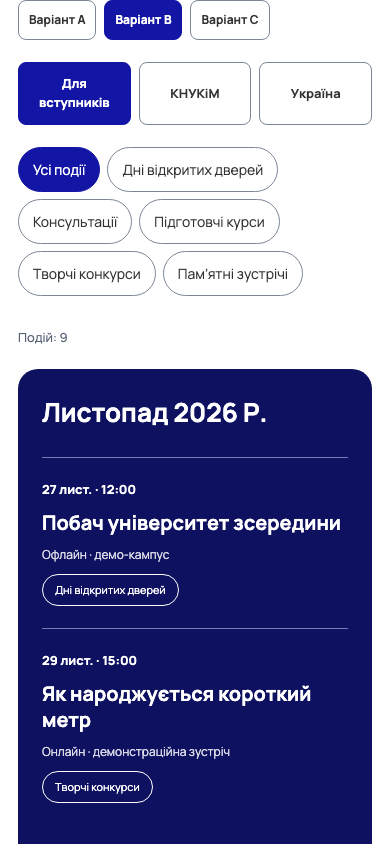 Варіант A
Варіант B
Варіант C
Для
вступників
КНУКіМ
Україна
Усі події
Дні відкритих дверей
Консультації
Підготовчі курси
Творчі конкурси
Пам'ятні зустрічі
Подій: 9
Листопад 2026 Р.
27 лист. · 12:00
Побач університет зсередини
Офлайн · демо-кампус
Дні відкритих дверей
29 лист. · 15:00
Як народжується короткий
метр
Онлайн · демонстраційна зустріч
Творчі конкурси